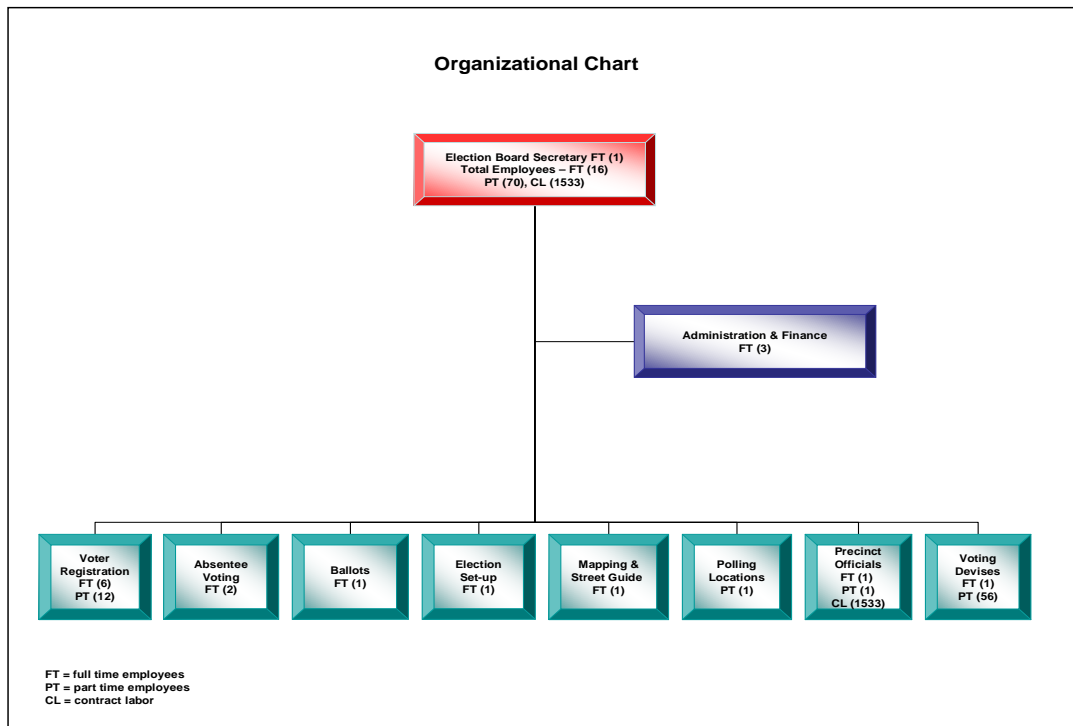 Organizational Chart
Election Board Secretary FT (1)
Total Employees – FT (16)
PT (70), CL (1533)
Administration & Finance
FT (3)
Voter
Registration
FT (6)
PT (12)
Absentee
Voting
FT (2)
Ballots
FT (1)
Election
Set-up
FT (1)
Mapping &
Street Guide
FT (1)
Polling
Locations
PT (1)
Precinct
Officials
FT (1)
PT (1)
CL (1533)
Voting
Devises
FT (1)
PT (56)
FT = full time employees
PT = part time employees
CL = contract labor